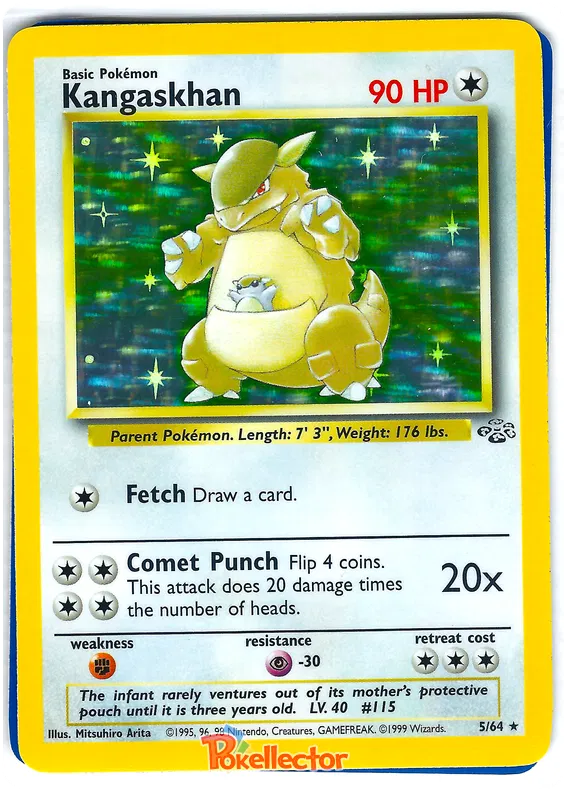 Basic Pokémon
Kangaskhan
90 HP
Parent Pokémon. Length: 7' 3", Weight: 176 lbs.
Fetch Draw a card.
Comet Punch Flip 4 coins.
This attack does 20 damage times
the number of heads.
20x
weakness
resistance
retreat cost
-30
The infant rarely ventures out of its mother's protective
pouch until it is three years old. LV. 40 #115
Illus. Mitsuhiro Arita ©1995, 96, 98 Nintendo, Creatures, GAMEFREAK. ©1999 Wizards. 5/64 ★
Pokellector